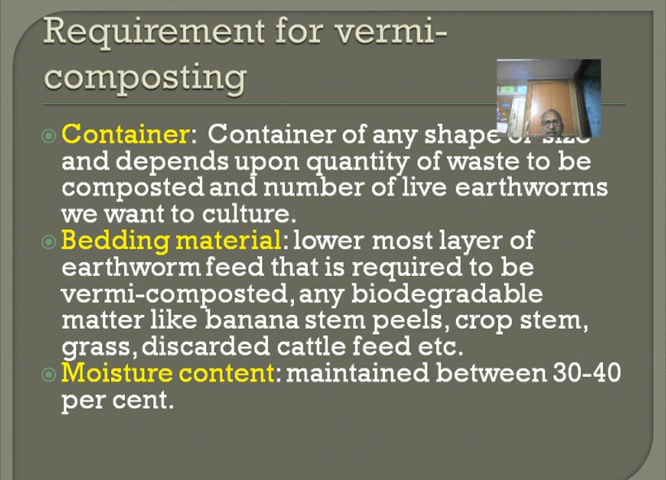 Requirement for vermi-
composting
Container: Container of any shape or size
and depends upon quantity of waste to be
composted and number of live earthworms
we want to culture.
Bedding material: lower most layer of
earthworm feed that is required to be
vermi-composted, any biodegradable
matter like banana stem peels, crop stem,
grass, discarded cattle feed etc.
Moisture content: maintained between 30-40
per cent.